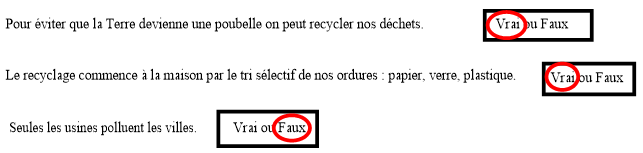 Pour éviter que la Terre devienne une poubelle on peut recycler nos déchets. Vrai ou Faux
Le recyclage commence à la maison par le tri sélectif de nos ordures : papier, verre, plastique. Vrai ou Faux
Seules les usines polluent les villes. Vrai ou Faux